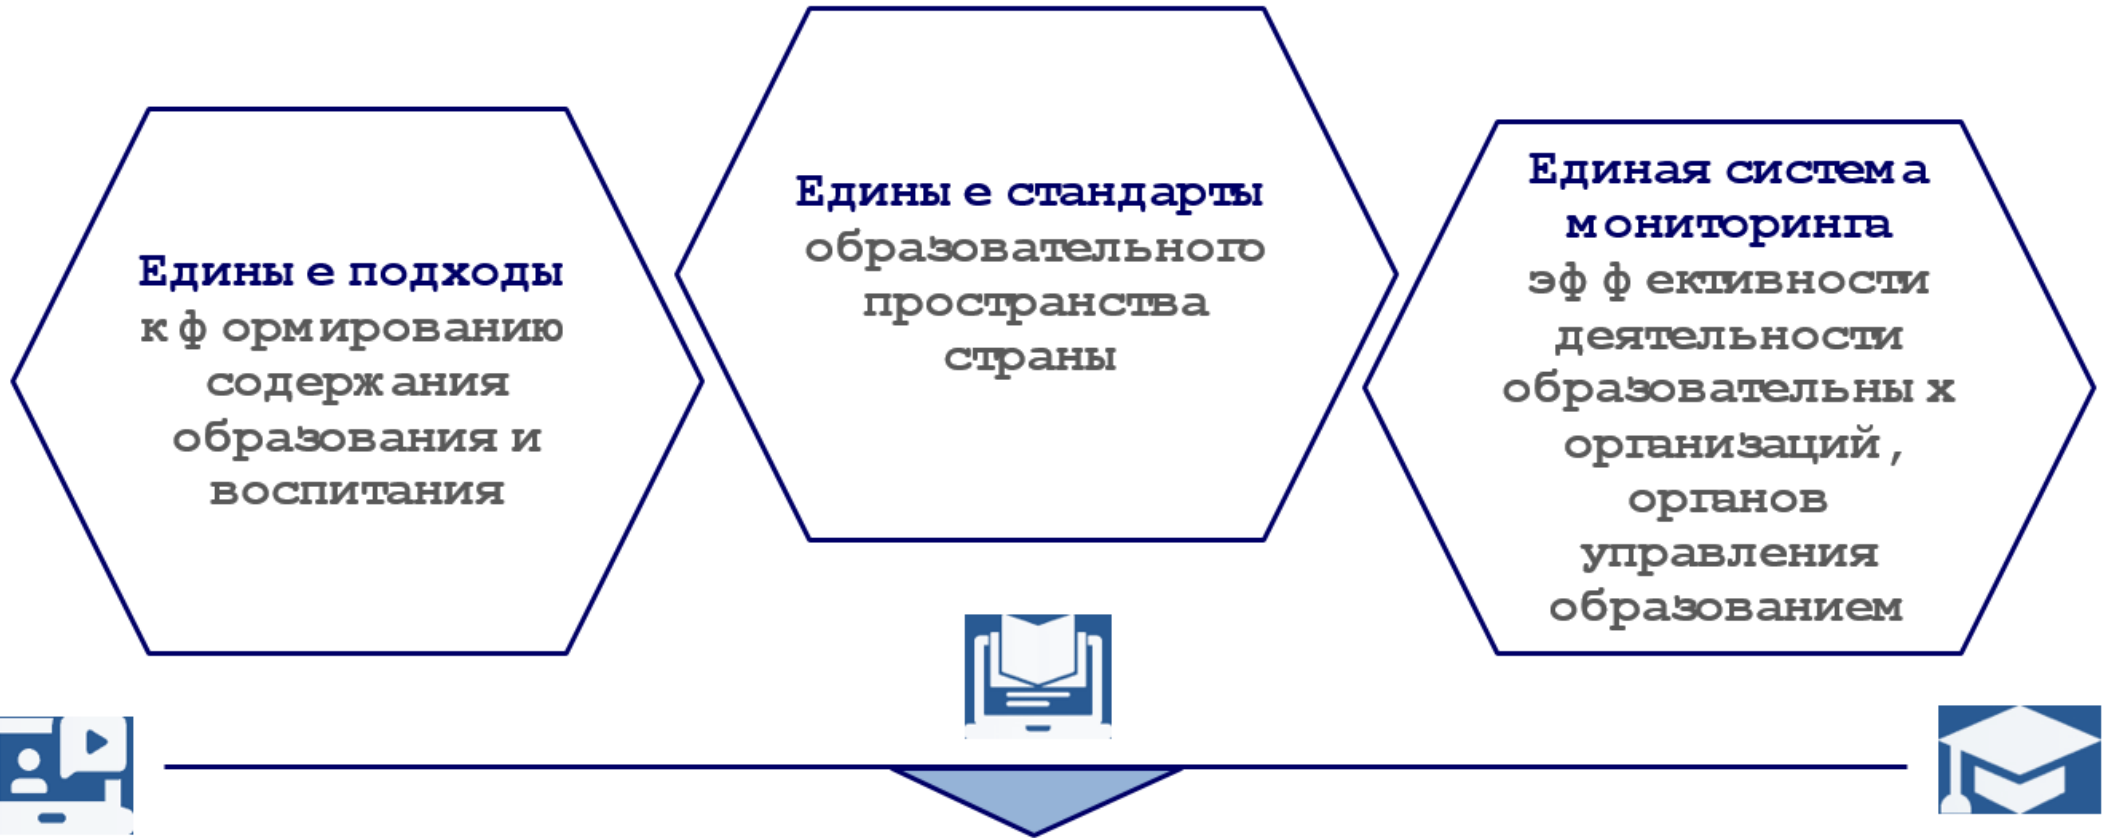 Единые подходы
к формированию
содержания
образования и
воспитания
Единые стандарты
образовательного
пространства
страны
Единая система
мониторинга
эффективности
деятельности
образовательных
организаций,
органов
управления
образованием